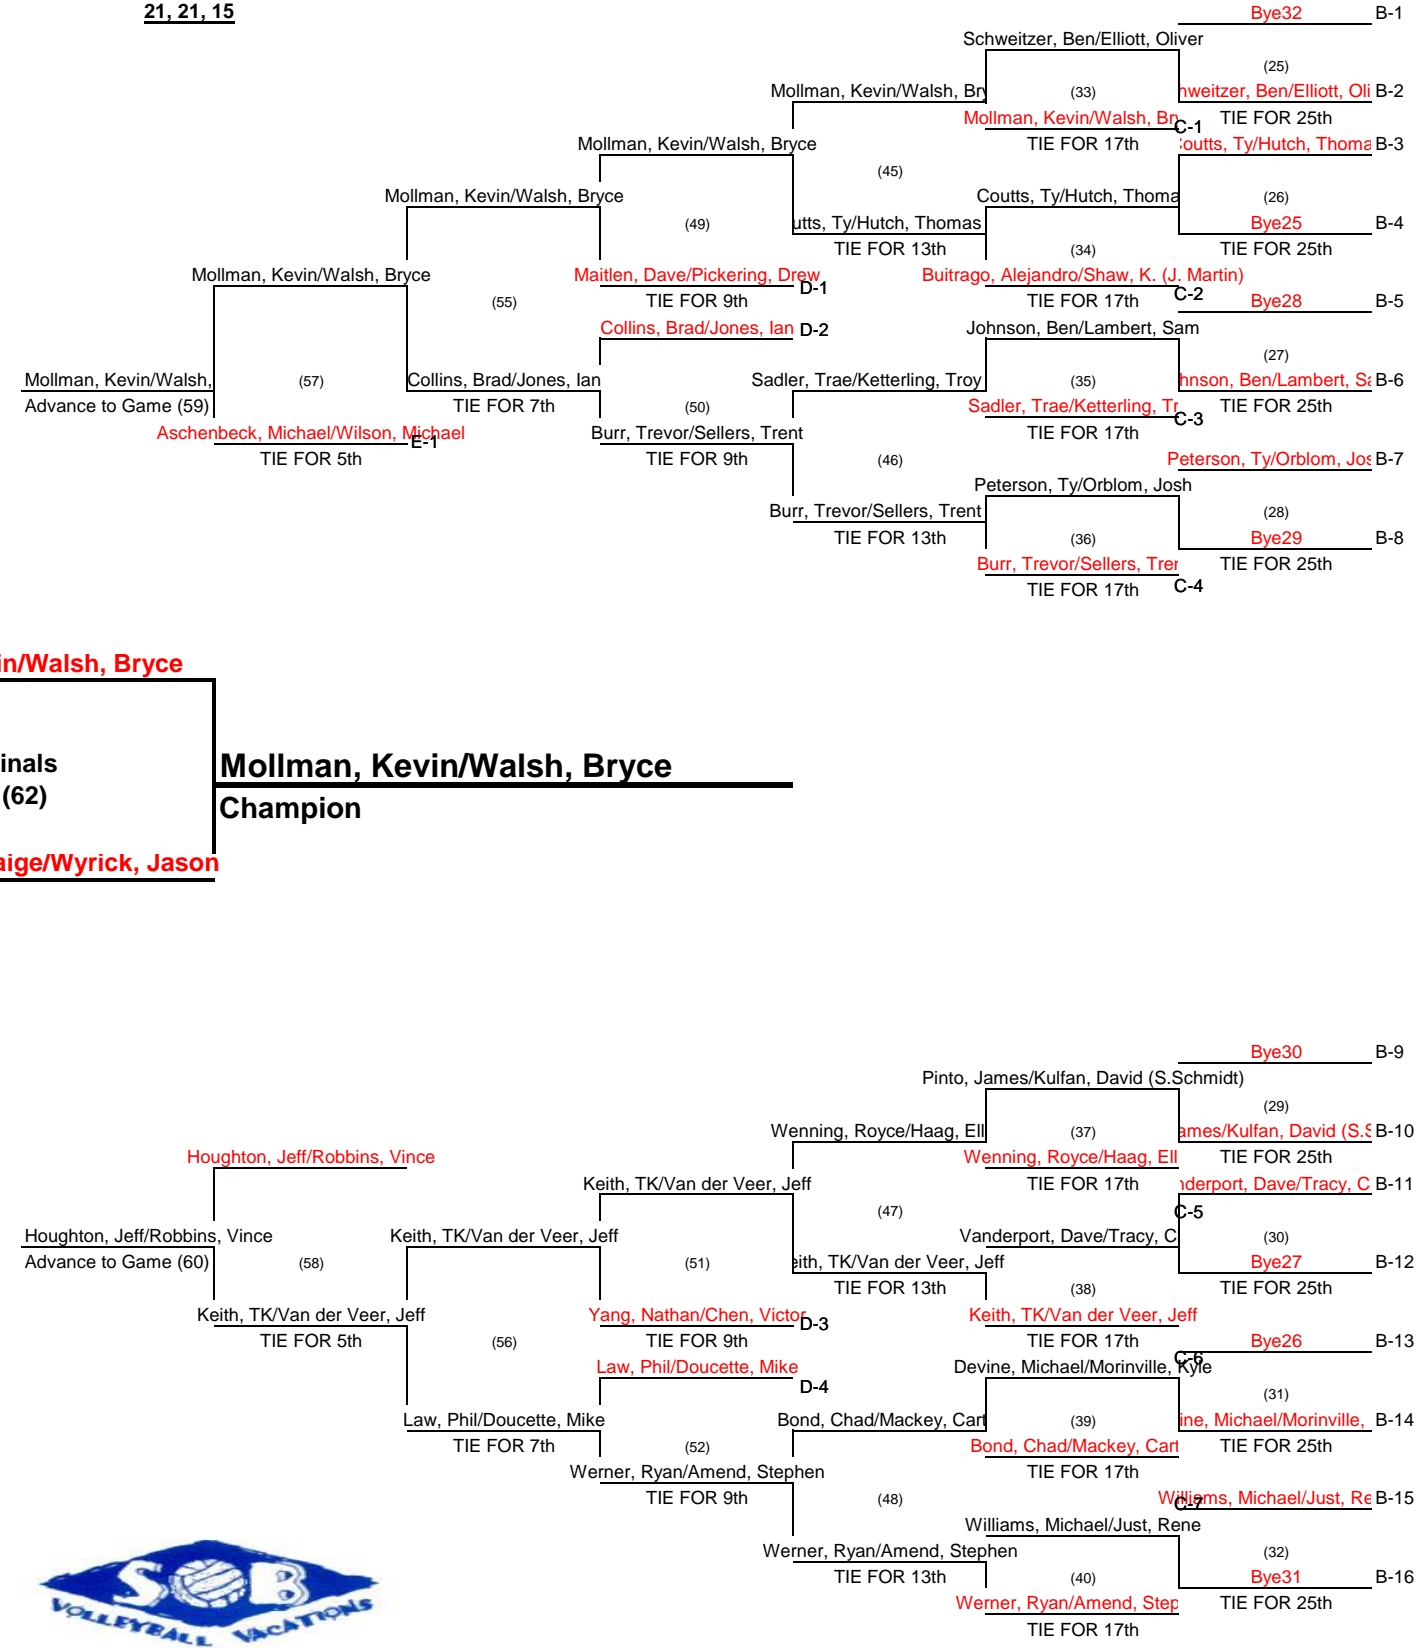 21, 21, 15
Bye32 B-1
Schweitzer, Ben/Elliott, Oliver
(25)
Mollman, Kevin/Walsh, Bry (33) hweitzer, Ben/Elliott, Oli B-2
Mollman, Kevin/Walsh, Br C-1 TIE FOR 25th
Mollman, Kevin/Walsh, Bryce TIE FOR 17th Coutts, Ty/Hutch, Thoma B-3
(45)
Mollman, Kevin/Walsh, Bryce Coutts, Ty/Hutch, Thoma (26)
(49) utts, Ty/Hutch, Thomas Bye25 B-4
TIE FOR 13th (34) TIE FOR 25th
Mollman, Kevin/Walsh, Bryce Maitlen, Dave/Pickering, Drew D-1 Buitrago, Alejandro/Shaw, K. (J. Martin)
(55) TIE FOR 9th TIE FOR 17th C-2 Bye28 B-5
Collins, Brad/Jones, Ian D-2 Johnson, Ben/Lambert, Sam
(27)
Mollman, Kevin/Walsh, (57) Collins, Brad/Jones, Ian Sadler, Trae/Ketterling, Troy (35) hnson, Ben/Lambert, Sa B-6
Advance to Game (59) TIE FOR 7th (50) Sadler, Trae/Ketterling, Tr C-3 TIE FOR 25th
Aschenbeck, Michael/Wilson, Michael E-1 Burr, Trevor/Sellers, Trent TIE FOR 17th
TIE FOR 5th TIE FOR 9th (46) Peterson, Ty/Orblom, Jos B-7
Peterson, Ty/Orblom, Josh
Burr, Trevor/Sellers, Trent (28)
TIE FOR 13th (36) Bye29 B-8
Burr, Trevor/Sellers, Tren TIE FOR 25th
TIE FOR 17th C-4
in/Walsh, Bryce
inals
Mollman, Kevin/Walsh, Bryce
(62)
Champion
aige/Wyrick, Jason
Bye30 B-9
Pinto, James/Kulfan, David (S.Schmidt)
(29)
Wenning, Royce/Haag, Ell (37) ames/Kulfan, David (S.S B-10
Houghton, Jeff/Robbins, Vince Wenning, Royce/Haag, Ell TIE FOR 25th
Keith, TK/Van der Veer, Jeff TIE FOR 17th nderport, Dave/Tracy, C B-11
(47) C-5
Houghton, Jeff/Robbins, Vince Keith, TK/Van der Veer, Jeff Vanderport, Dave/Tracy, C (30)
Advance to Game (60) (58) (51) eith, TK/Van der Veer, Jeff Bye27 B-12
TIE FOR 13th (38) TIE FOR 25th
Keith, TK/Van der Veer, Jeff Yang, Nathan/Chen, Victor D-3 Keith, TK/Van der Veer, Jeff
TIE FOR 5th (56) TIE FOR 9th TIE FOR 17th Bye26 B-13
Law, Phil/Doucette, Mike Devine, Michael/Morinville, Kyle C-6
D-4 (31)
Law, Phil/Doucette, Mike Bond, Chad/Mackey, Cart (39) ine, Michael/Morinville, B-14
TIE FOR 7th (52) Bond, Chad/Mackey, Cart TIE FOR 25th
Werner, Ryan/Amend, Stephen TIE FOR 17th
TIE FOR 9th (48) Williams, Michael/Just, Re B-15
C-7
Williams, Michael/Just, Rene
Werner, Ryan/Amend, Stephen (32)
TIE FOR 13th (40) Bye31 B-16
Werner, Ryan/Amend, Step TIE FOR 25th
TIE FOR 17th
SOB
VOLLEYBALL VACATIONS